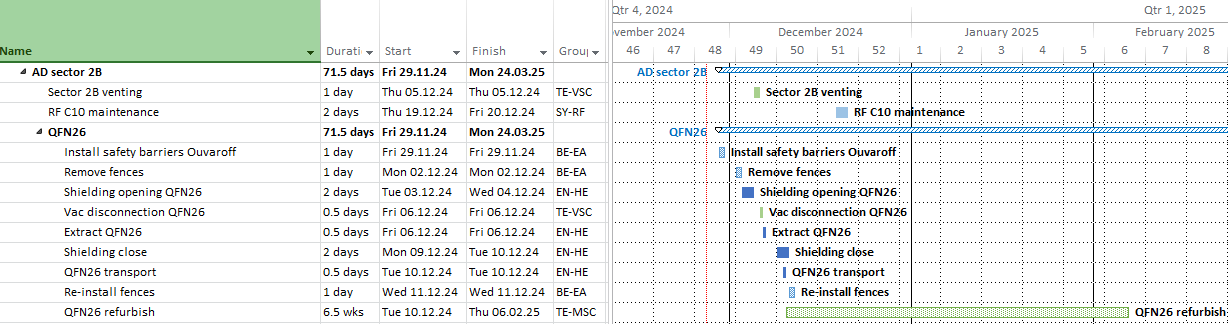 Qtr 4, 2024 Qtr 1, 2025
Name Start Finish December 2024 January 2025 February 2025
46 47 48 49 50 51 52 1 2 3 4 5 6 7 8
AD sector 2B 71.5 days Fri 29.11.24 Mon 24.03.25 AD sector 2B
Sector 2B venting 1 day Thu 05.12.24 Thu 05.12.24 TE-VSC Sector 2B venting
RF C10 maintenance 2 days Thu 19.12.24 Fri 20.12.24 SY-RF RF C10 maintenance
QFN26 71.5 days Fri 29.11.24 Mon 24.03.25 QFN26
Install safety barriers Ouvaroff 1 day Fri 29.11.24 Fri 29.11.24 BE-EA Install safety barriers Ouvaroff
Remove fences 1 day Mon 02.12.24 Mon 02.12.24 BE-EA Remove fences
Shielding opening QFN26 2 days Tue 03.12.24 Wed 04.12.24 EN-HE Shielding opening QFN26
Vac disconnection QFN26 0.5 days Fri 06.12.24 Fri 06.12.24 TE-VSC Vac disconnection QFN26
Extract QFN26 0.5 days Fri 06.12.24 Fri 06.12.24 EN-HE Extract QFN26
Shielding close 2 days Mon 09.12.24 Tue 10.12.24 EN-HE Shielding close
QFN26 transport 0.5 days Tue 10.12.24 Tue 10.12.24 EN-HE QFN26 transport
Re-install fences 1 day Wed 11.12.24 Wed 11.12.24 BE-EA Re-install fences
QFN26 refurbish 6.5 wks Tue 10.12.24 Thu 06.02.25 TE-MSC QFN26 refurbish